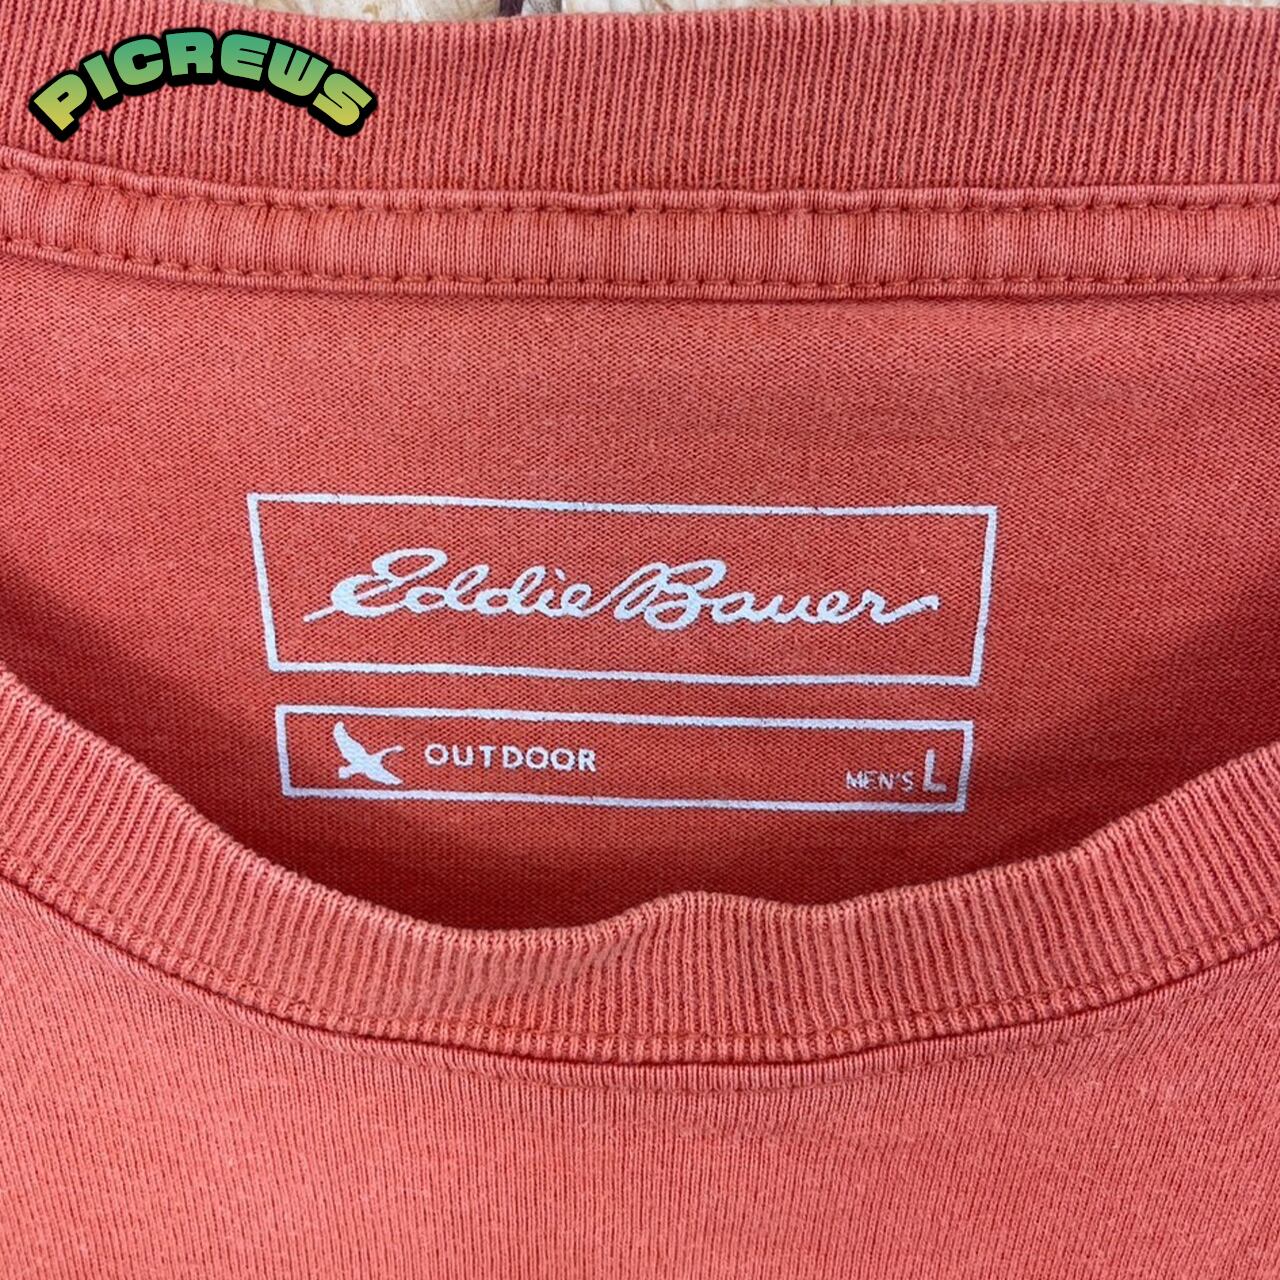 PICREWS
Eddie Bauer
OUTDOOR
MEN'S L